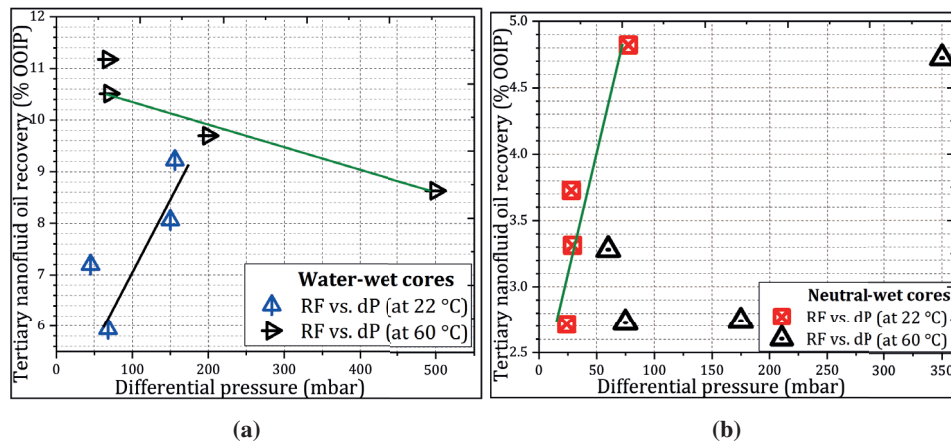 12
11
10
9
8
7
6
0 100 200 300 400 500
Tertiary nanofluid oil recovery (% OOIP)
Differential pressure (mbar)
Water-wet cores
RF vs. dP (at 22 °C)
RF vs. dP (at 60 °C)
(a)
5.0
4.5
4.0
3.5
3.0
2.5
0 25 50 75 100 125 150 175 200 225 250 275 300 325 350
Tertiary nanofluid oil recovery (% OOIP)
Differential pressure (mbar)
Neutral-wet cores
RF vs. dP (at 22 °C)
RF vs. dP (at 60 °C)
(b)